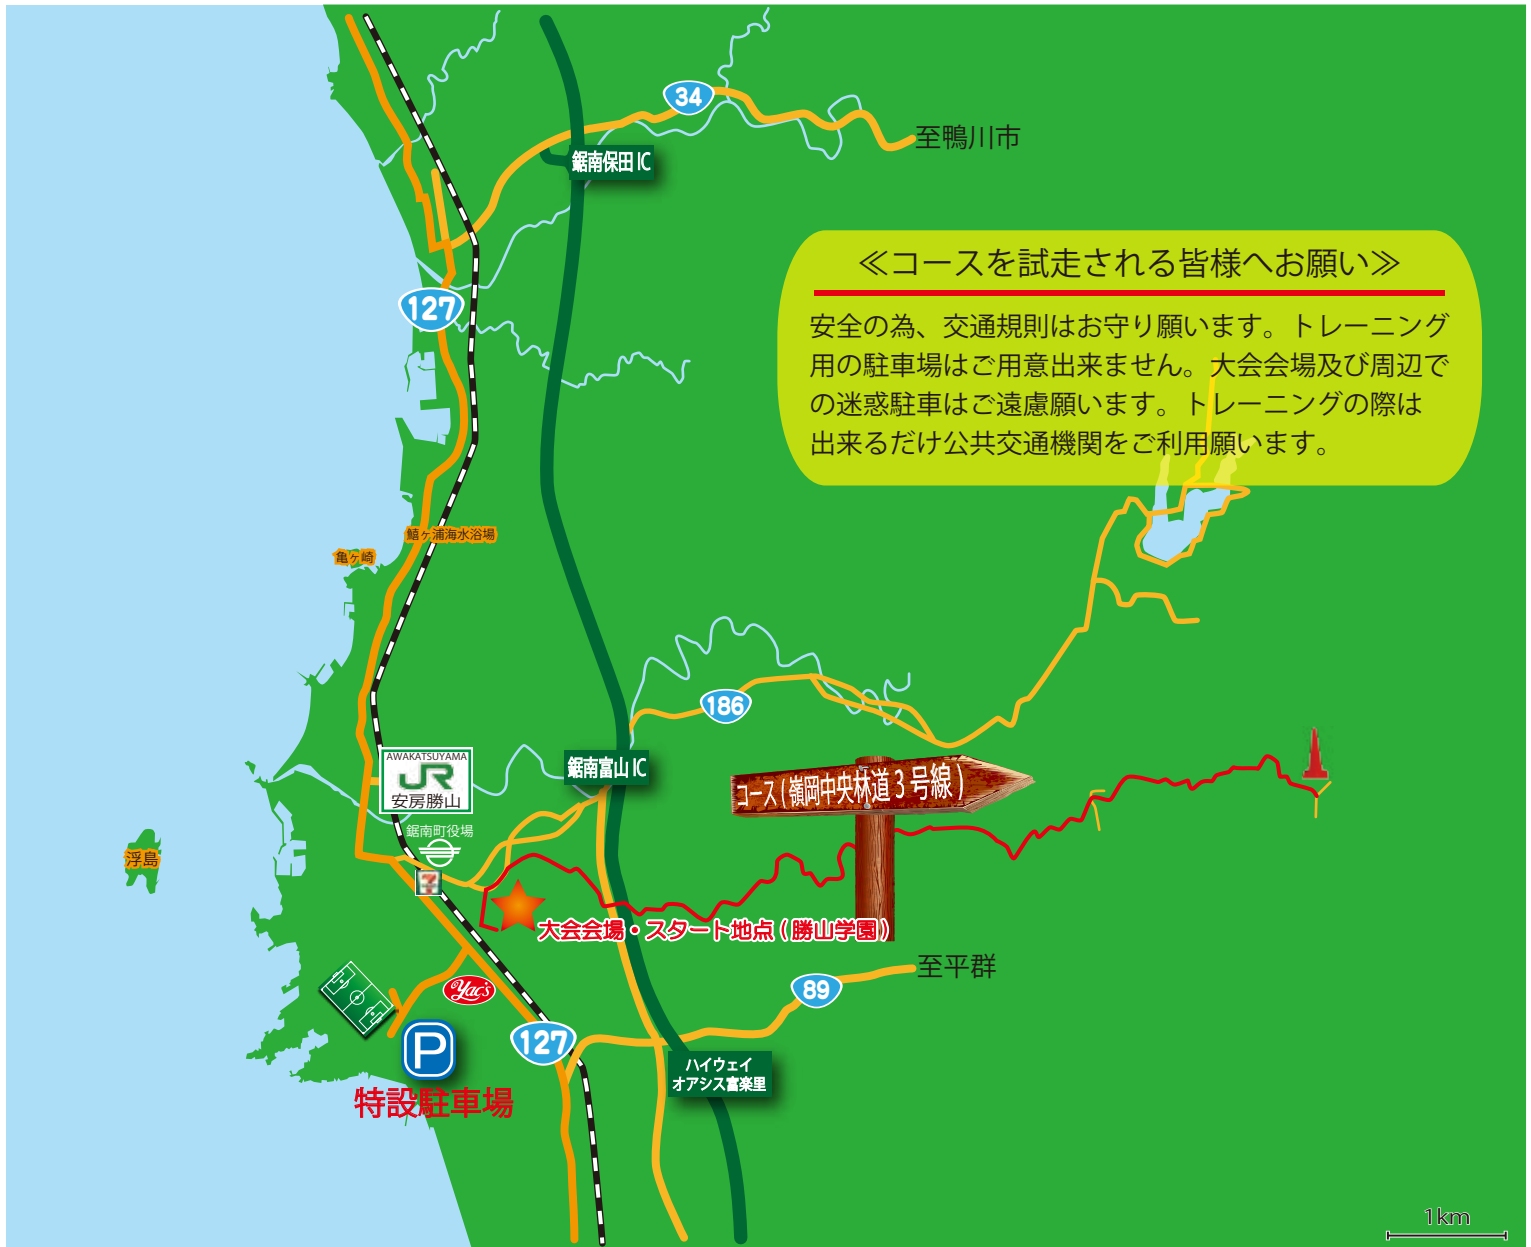 34
至鴨川市
鋸南保田 IC
≪コースを試走される皆様へお願い≫
安全の為、交通規則はお守り願います。トレーニング
用の駐車場はご用意出来ません。大会会場及び周辺で
の迷惑駐車はご遠慮願います。トレーニングの際は
出来るだけ公共交通機関をご利用願います。
127
鱚ヶ浦海水浴場
亀ヶ崎
186
AWAKATSUYAMA
JR
安房勝山
鋸南富山 IC
コース ( 嶺岡中央林道 3 号線 )
鋸南町役場
浮島
7
大会会場・スタート地点 ( 勝山学園 )
至平群
89
Yac's
P
127
ハイウェイ
オアシス富楽里
特設駐車場
1km